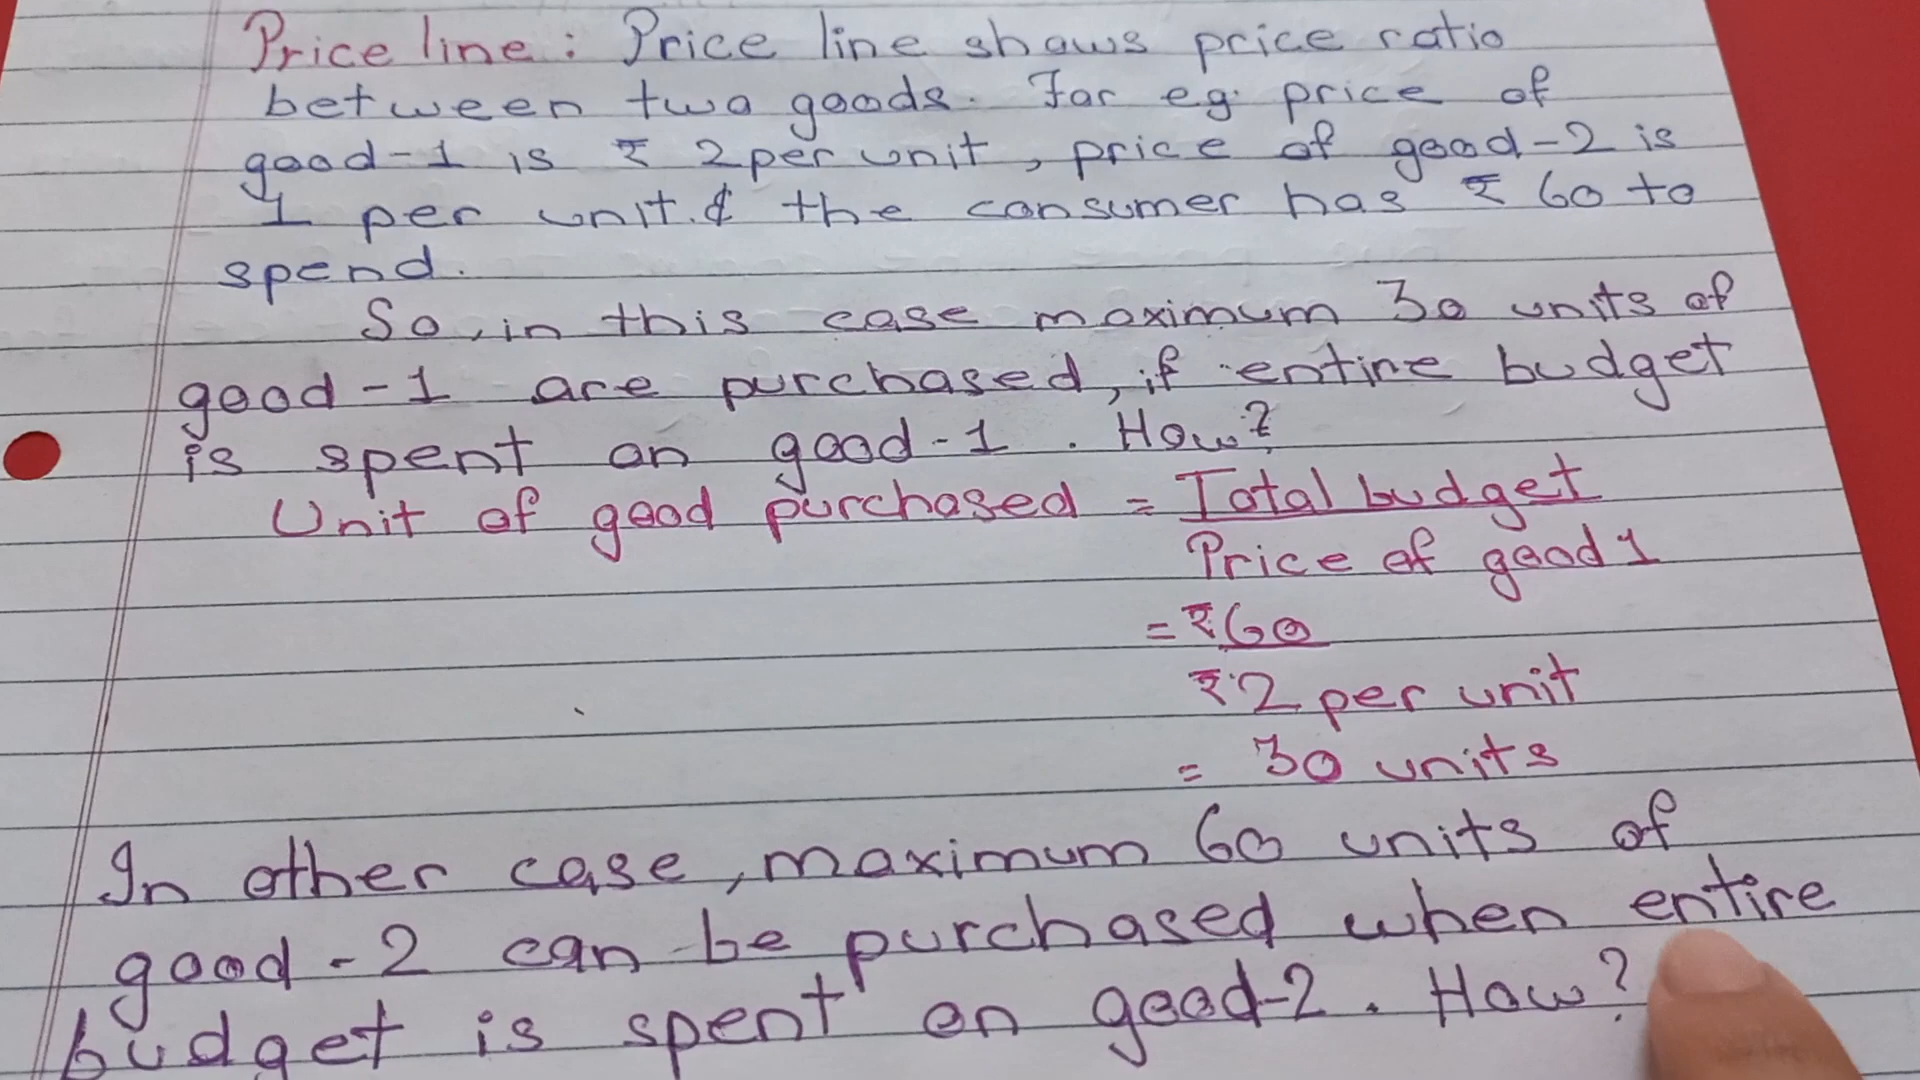 Price line : Price line shows price ratio
between two goods. For eg. price of
good-1 is ₹ 2 per unit, price of good-2 is
1 per unit. & the consumer has ₹ 60 to
spend.
So, in this case maximum 30 units of
good-1 are purchased, if entire budget
is spent on good-1. How?
Unit of good purchased = Total budget
Price of good 1
= ₹60
₹2 per unit
= 30 units
In other case, maximum 60 units of
good-2 can be purchased when entire
budget is spent on good-2. How?